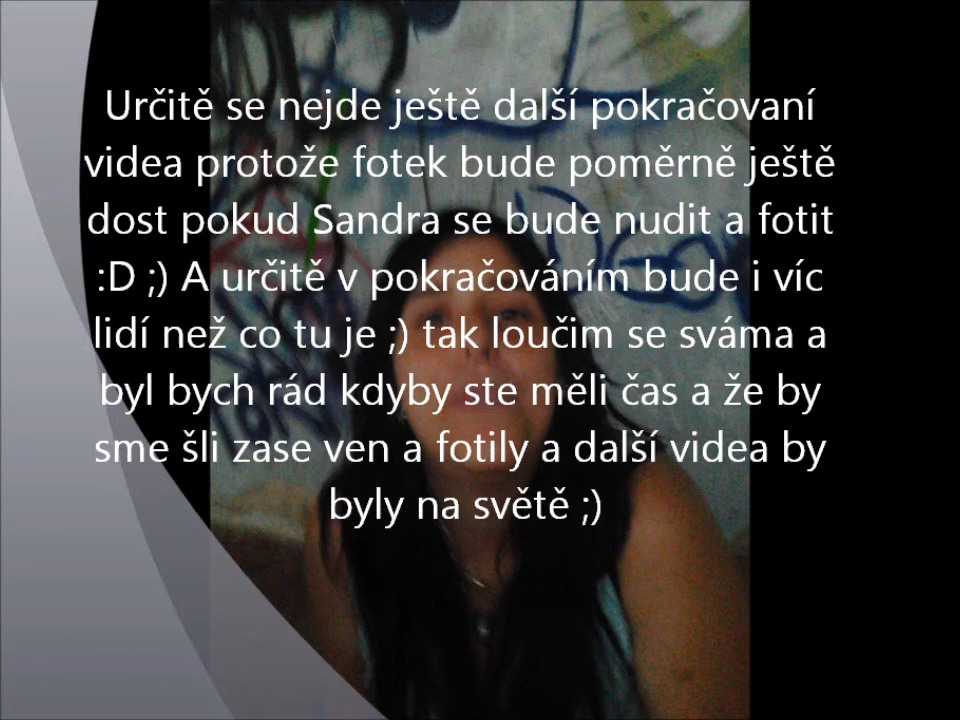 Určitě se nejde ještě další pokračovaní
videa protože fotek bude poměrně ještě
dost pokud Sandra se bude nudit a fotit
:D ;) A určitě v pokračováním bude i víc
lidí než co tu je ;) tak loučim se sváma a
byl bych rád kdyby ste měli čas a že by
sme šli zase ven a fotily a další videa by
byly na světě ;)